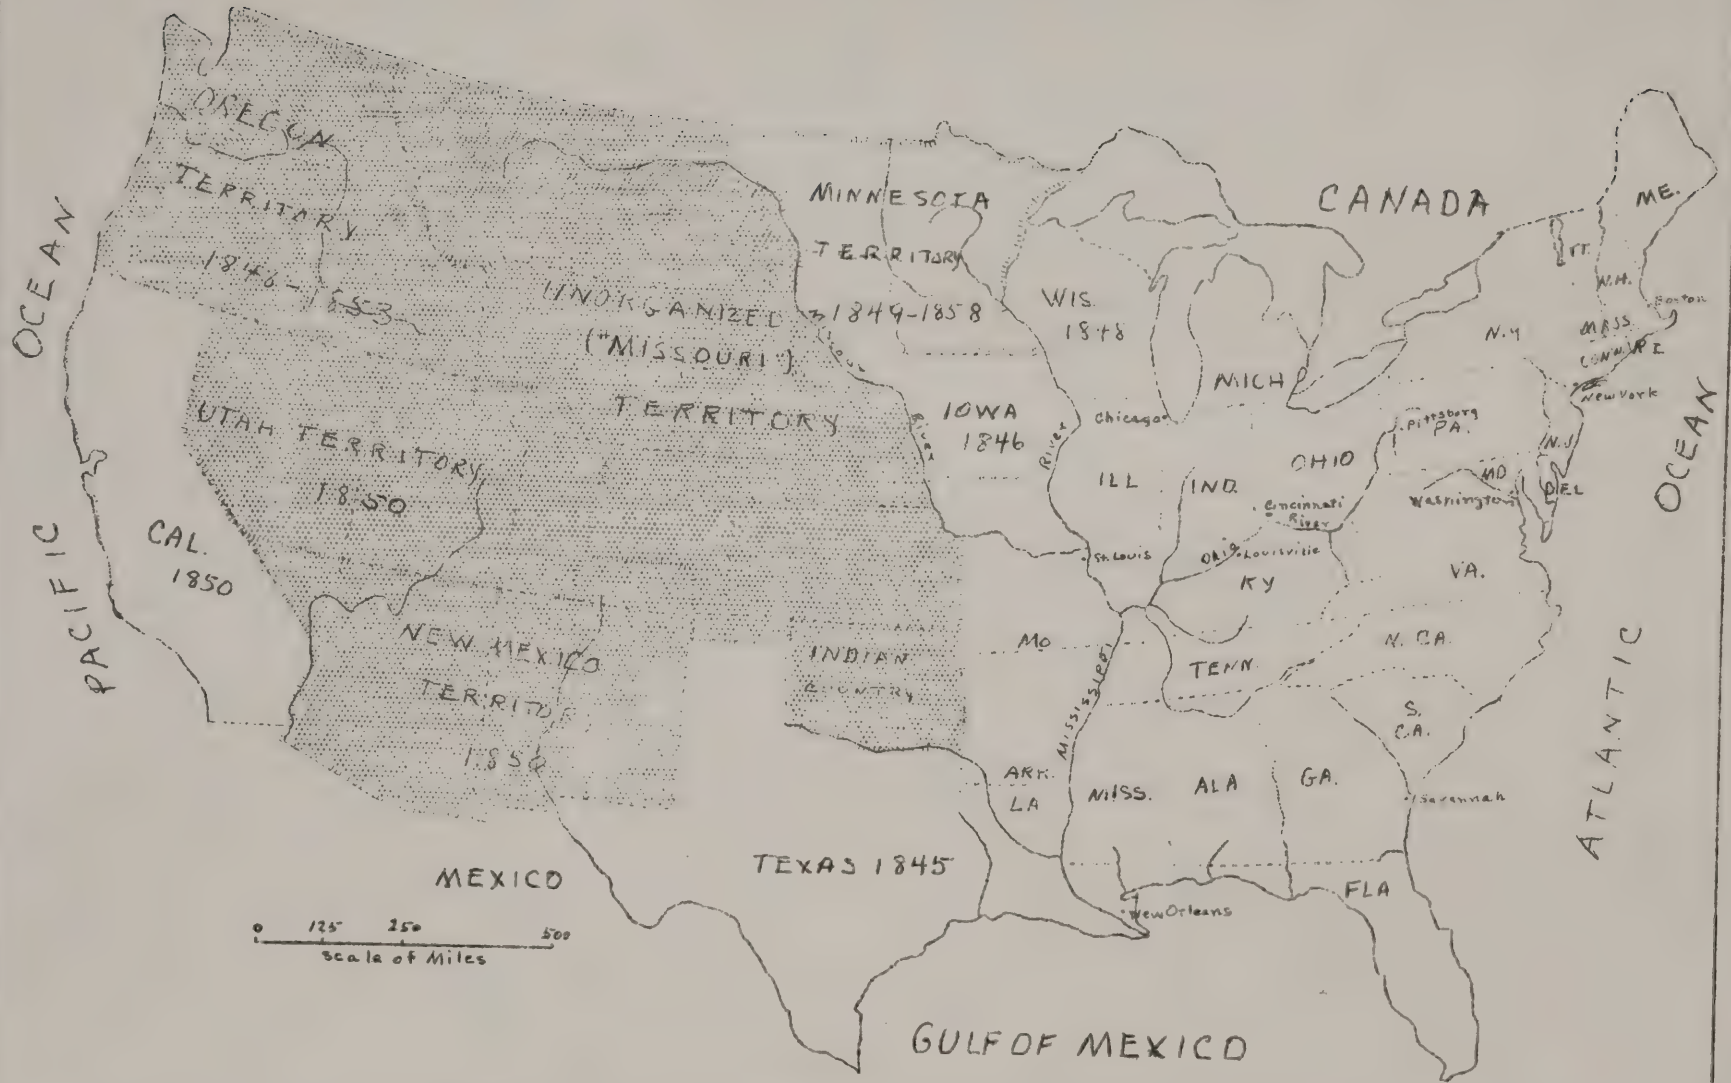 OREGON
TERRITORY
1846-1853
UNORGANIZED
("MISSOURI")
TERRITORY
MINNESOTA
TERRITORY
1849-1858
WIS.
1848
CANADA
ME.
VT.
N.H.
Boston
MASS
CONN. R I.
N.Y
New York
MICH
Chicago
IOWA
1846
River
River
ILL
IND.
OHIO
Pittsborg
PA.
N.J
MD
DEL
Washington
Cincinnati
River
Ohio
Louisville
St. Louis
KY
VA.
UTAH TERRITORY
1850
CAL.
1850
PACIFIC
OCEAN
NEW MEXICO
TERRITOR
1850
INDIAN
COUNTRY
MO
MISSISSIPPI
TENN.
N. CA.
S.
CA.
ARK.
LA
MISS.
ALA
GA.
Savannah
ATLANTIC
OCEAN
TEXAS 1845
FLA
New Orleans
MEXICO
0 125 250 500
scale of Miles
GULF OF MEXICO